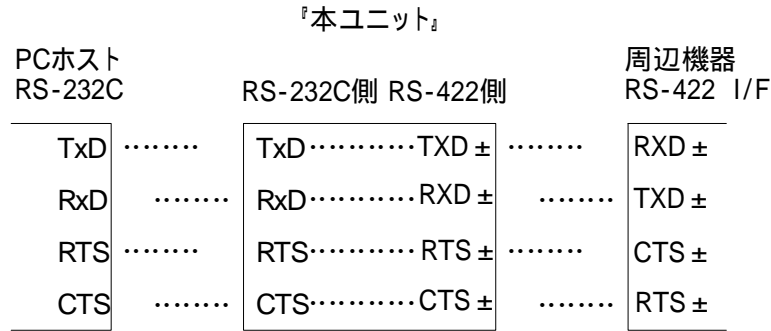 『本ユニット』
PCホスト 周辺機器
RS-232C RS-232C側 RS-422側 RS-422 I/F
TxD ‥‥‥‥ TxD‥‥‥‥‥‥TXD± ‥‥‥‥ RXD±
RxD ‥‥‥‥ RxD‥‥‥‥‥‥RXD± ‥‥‥‥ TXD±
RTS ‥‥‥‥ RTS‥‥‥‥‥‥RTS± ‥‥‥‥ CTS±
CTS ‥‥‥‥ CTS‥‥‥‥‥‥CTS± ‥‥‥‥ RTS±